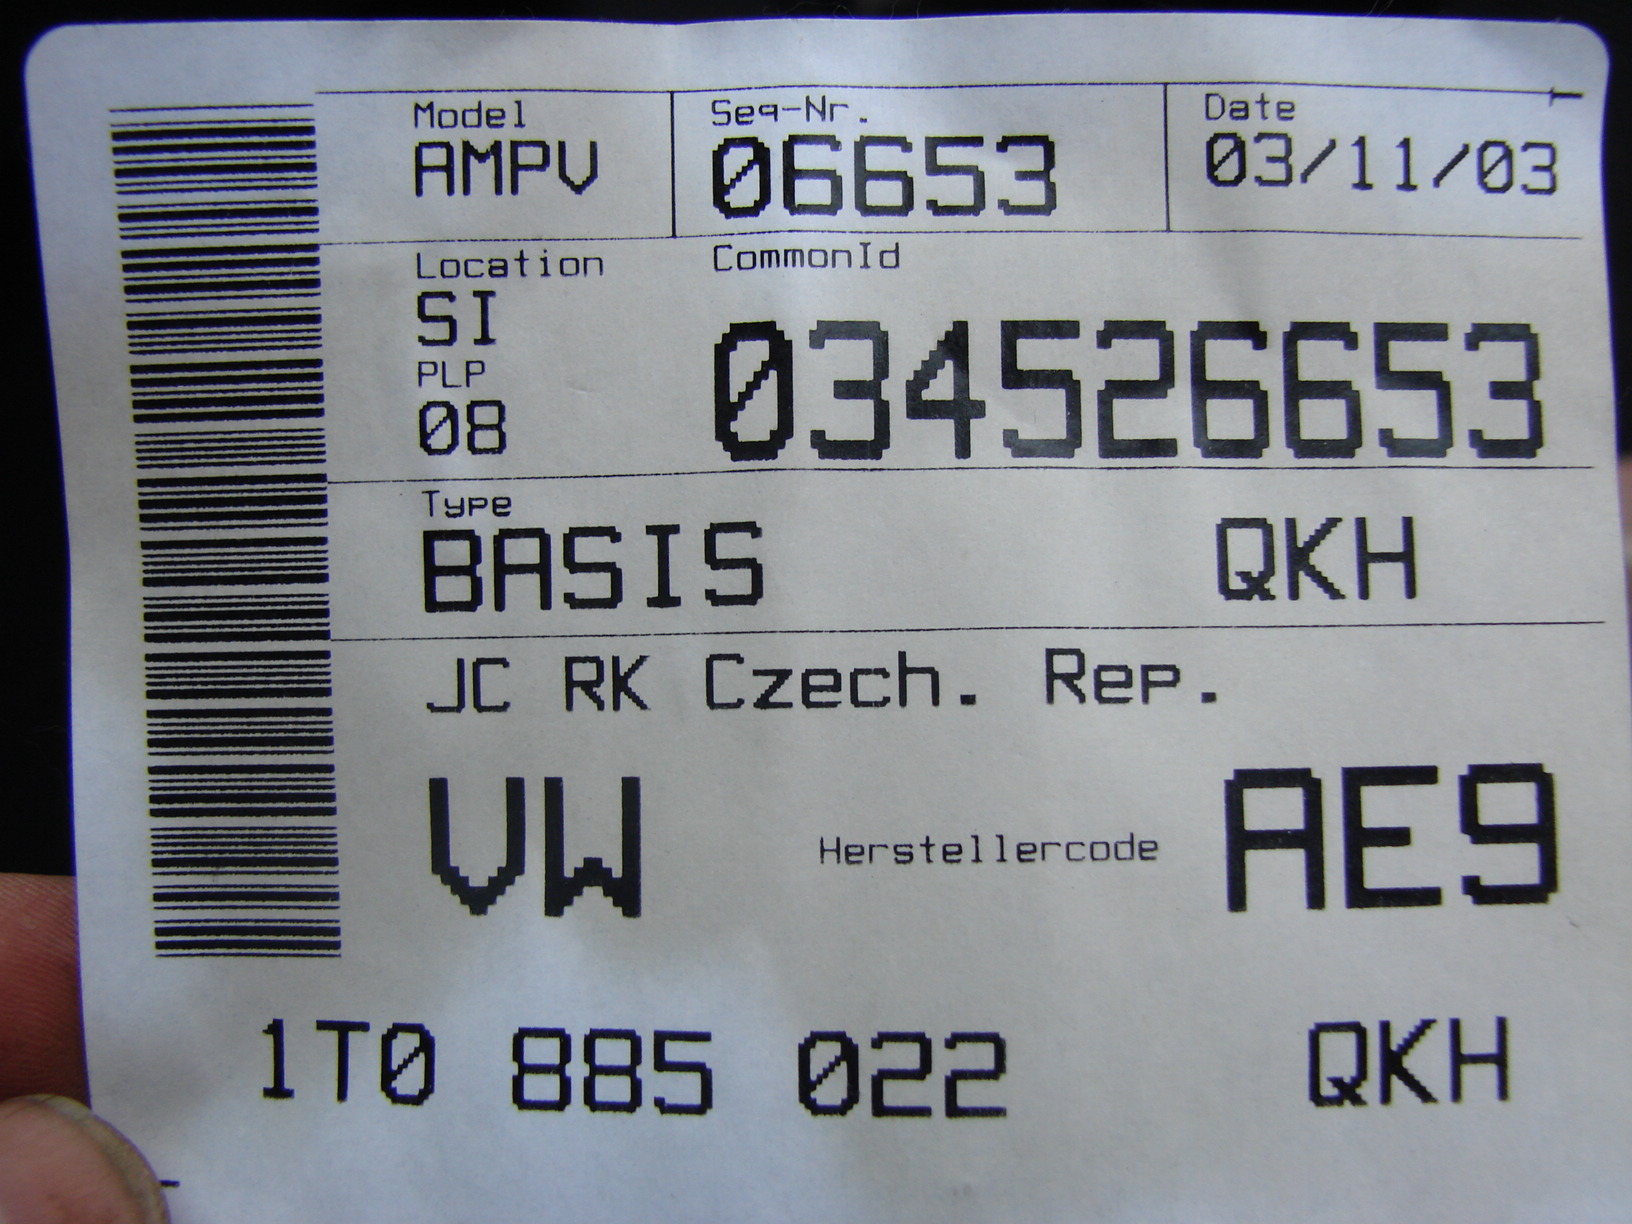 Model Seq-Nr. Date
AMPV 06653 03/11/03
Location CommonId
SI
PLP 034526653
08
Type
BASIS QKH
JC RK Czech. Rep.
VW Herstellercode AE9
1T0 885 022 QKH